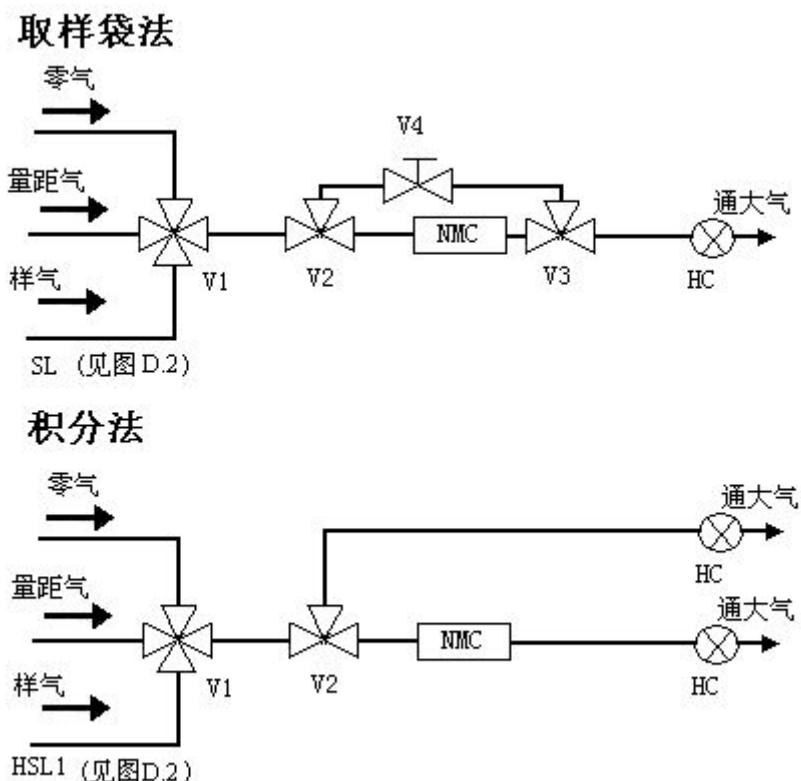 取样袋法
零气
V4
量距气
通大气
NMC
样气
V1
V2
V3
HC
SL (见图D.2)
积分法
零气
通大气
量距气
HC
通大气
NMC
样气
V1
V2
HC
HSL1 (见图D.2)